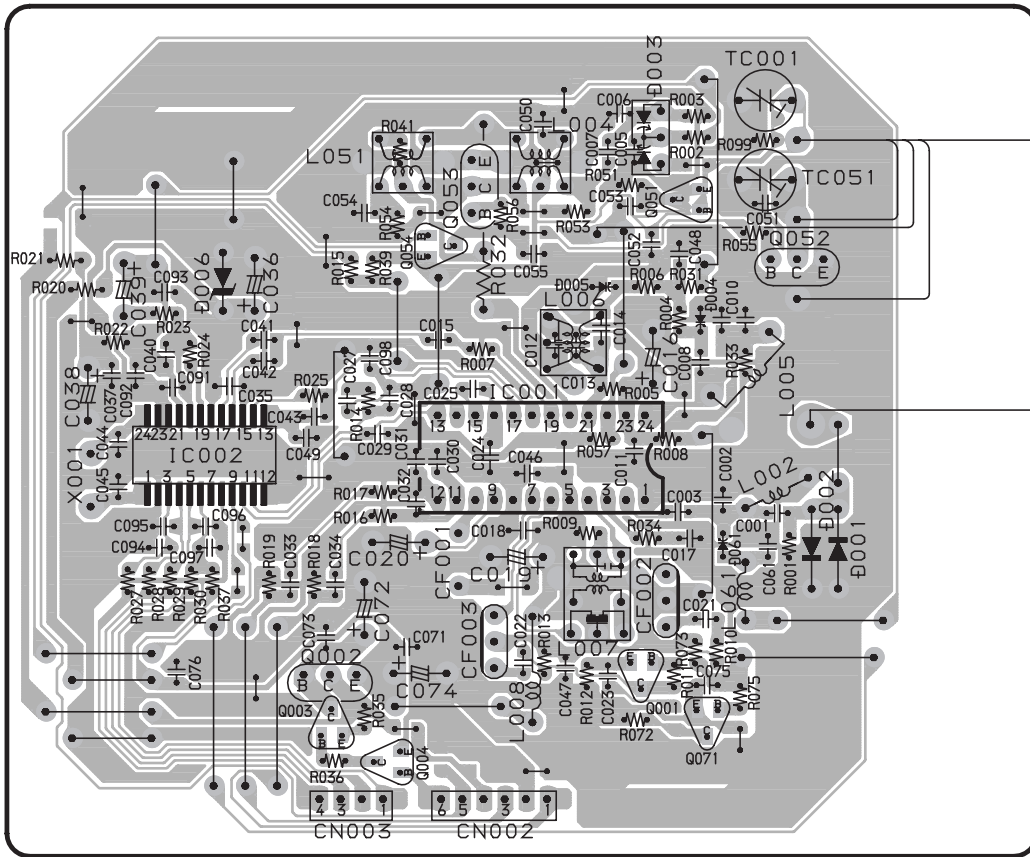 D003
TC001
C006
R003
C050
L004
R041
C007
C005
R002
R099
L051
R051
TC051
C054
R054
Q053
E
C
B
R056
R053
C053
Q051
B
E
C
C051
R055
Q054
B
E
C
C052
C048
Q052
B
C
E
R021
R020
C039
C093
D006
C036
R015
R039
R032
C055
D005
R006
R031
D004
C010
R022
R023
C040
R024
C041
C042
C015
L006
C014
R004
C016
C008
R033
L005
C012
C013
C038
C037
C092
C091
C035
R025
C021
C098
R007
C043
R014
C028
C025
IC001
R005
C044
24 23 21 19 17 15 13
IC002
1 3 5 7 9 11 12
C049
C029
C031
13 15 17 19 21 23 24
C030
C024
R057
C011
R008
C046
12 11 9 7 5 3 1
X001
C045
R017
R016
C032
C002
L002
C003
D002
C095
C096
C094
C097
C020
CF001
C018
R009
R034
C017
D061
C001
C061
R001
D001
R019
C033
R018
C034
C019
CF002
L061
R027
R028
R029
R030
R037
C072
C073
C071
CF003
C022
R013
L007
C021
R073
R010
C076
Q002
B
C
E
C074
L008
C047
R012
C023
E
B
C
Q001
R011
C075
R075
Q003
C
B
E
R035
R072
E
B
C
Q071
R036
C
E
B
Q004
4 3 1
CN003
6 5 3 1
CN002